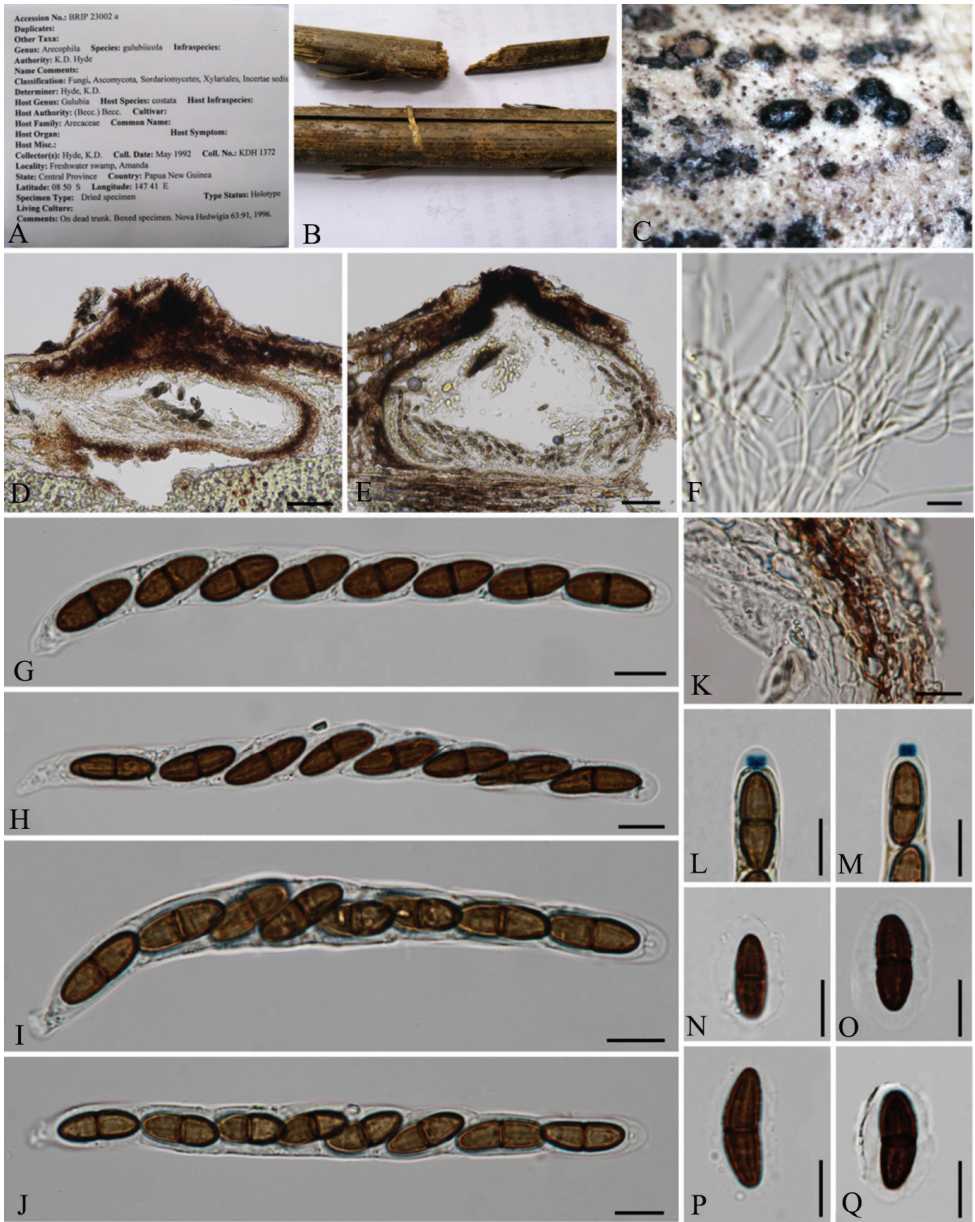 Accession No.: BRIP 23002 a
Duplicates:
Other Taxa:
Genus: Arecophila Species: gulubiicola Infraspecies:
Authority: K.D. Hyde
Name Comments:
Classification: Fungi, Ascomycota, Sordariomycetes, Xylariales, Incertae sedis
Determiner: Hyde, K.D.
Host Genus: Gulubia Host Species: costata Host Infraspecies:
Host Authority: (Becc.) Becc. Cultivar:
Host Family: Arecaceae Common Name:
Host Organ: Host Symptom:
Host Misc.:
Collector(s): Hyde, K.D. Coll. Date: May 1992 Coll. No.: KDH 1372
Locality: Freshwater swamp, Amanda
State: Central Province Country: Papua New Guinea
Latitude: 08 50 S Longitude: 147 41 E
Specimen Type: Dried specimen Type Status: Holotype
Living Culture:
Comments: On dead trunk. Boxed specimen. Nova Hedwigia 63:91, 1996.
A
B
C
D
E
F
G
K
H
L
M
I
N
O
J
P
Q